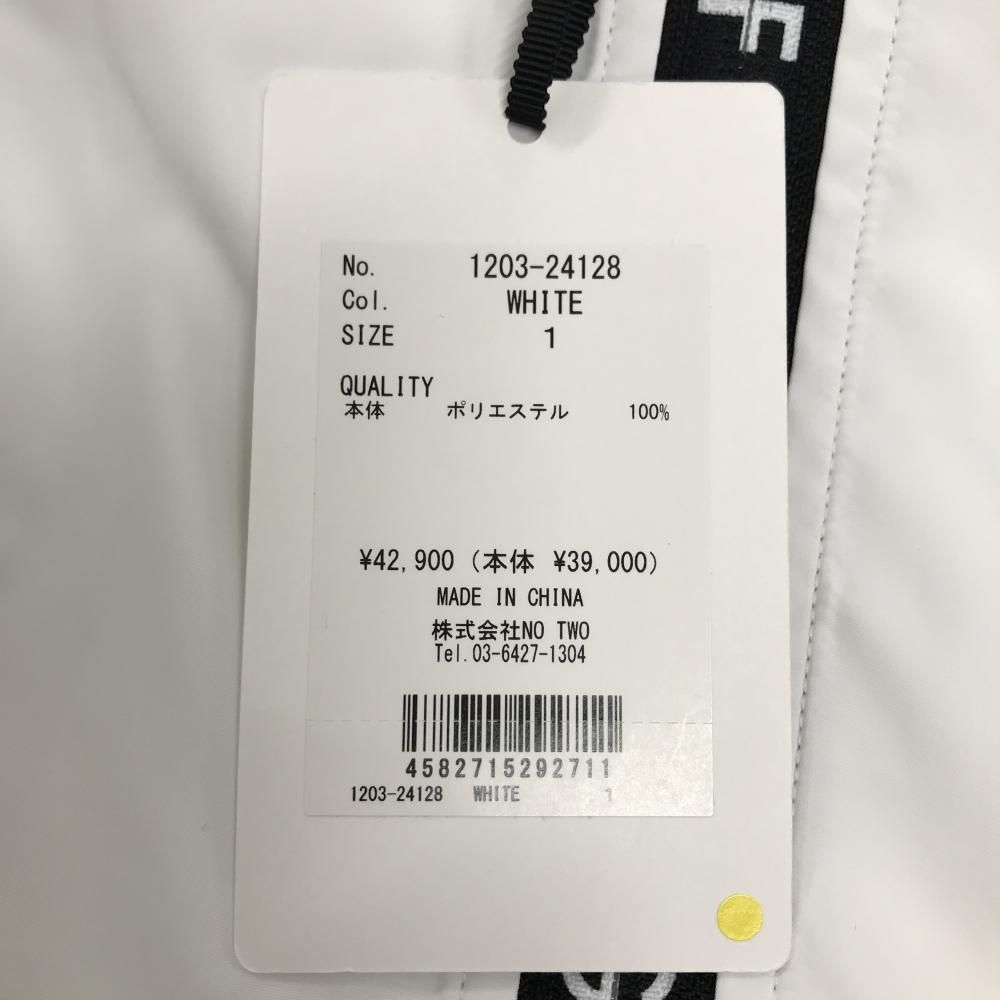 F
No. 1203-24128
Col. WHITE
SIZE 1
QUALITY
本体 ポリエステル 100%
¥42,900 (本体 ¥39,000)
MADE IN CHINA
株式会社NO TWO
Tel.03-6427-1304
4582715292711
1203-24128 WHITE 1
G